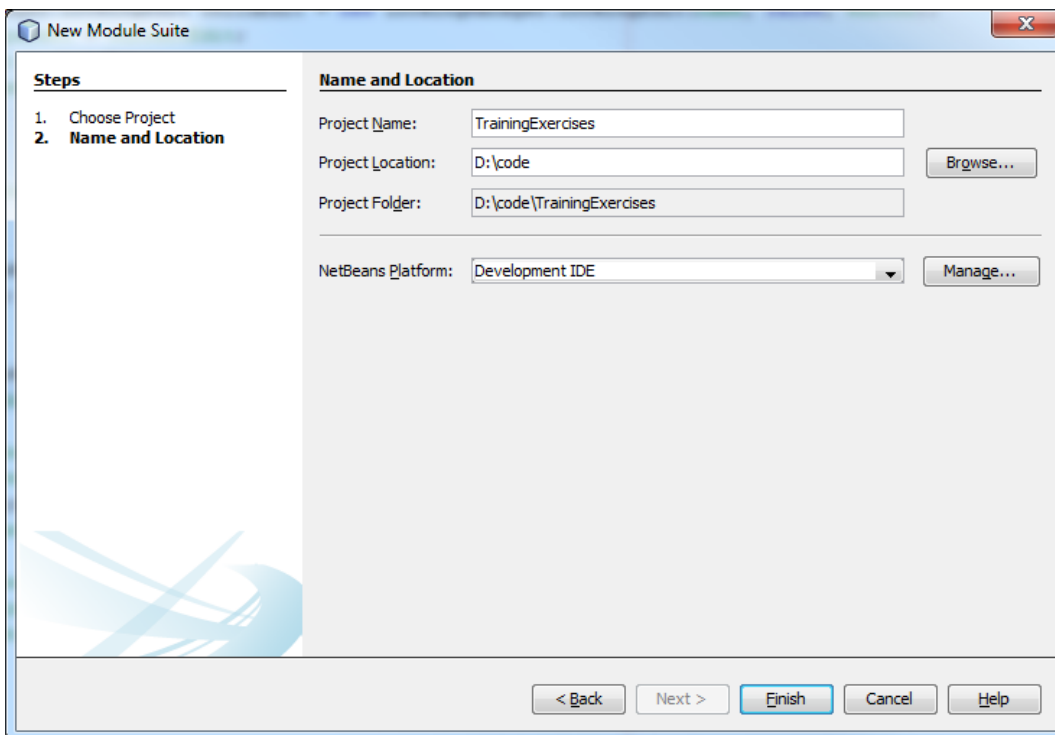 New Module Suite
X
Steps
1. Choose Project
2. Name and Location
Name and Location
Project Name: TrainingExercises
Project Location: D:\code Browse...
Project Folder: D:\code\TrainingExercises
NetBeans Platform: Development IDE Manage...
< Back Next > Finish Cancel Help